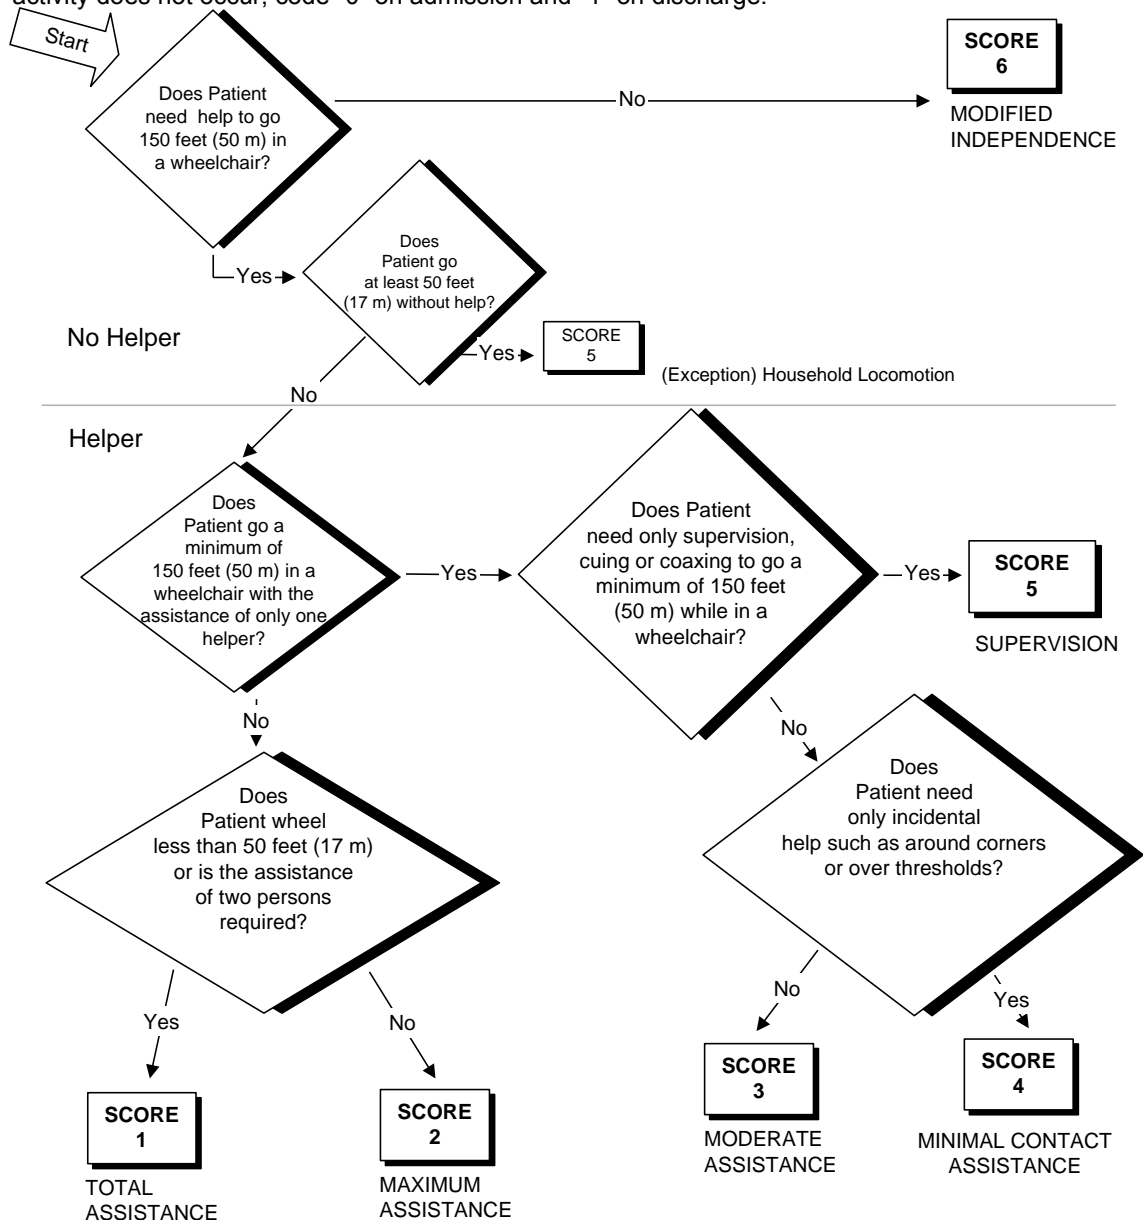 activity does not occur, code "0" on admission and "1" on discharge.
Start
Does Patient
need help to go
150 feet (50 m) in
a wheelchair?
No
SCORE
6
MODIFIED
INDEPENDENCE
Yes
Does
Patient go
at least 50 feet
(17 m) without help?
No Helper
Yes
SCORE
5
(Exception) Household Locomotion
No
Helper
Does
Patient go a
minimum of
150 feet (50 m) in a
wheelchair with the
assistance of only one
helper?
Yes
Does Patient
need only supervision,
cuing or coaxing to go a
minimum of 150 feet
(50 m) while in a
wheelchair?
Yes
SCORE
5
SUPERVISION
No
No
Does
Patient wheel
less than 50 feet (17 m)
or is the assistance
of two persons
required?
Does
Patient need
only incidental
help such as around corners
or over thresholds?
Yes
No
No
Yes
SCORE
1
TOTAL
ASSISTANCE
SCORE
2
MAXIMUM
ASSISTANCE
SCORE
3
MODERATE
ASSISTANCE
SCORE
4
MINIMAL CONTACT
ASSISTANCE